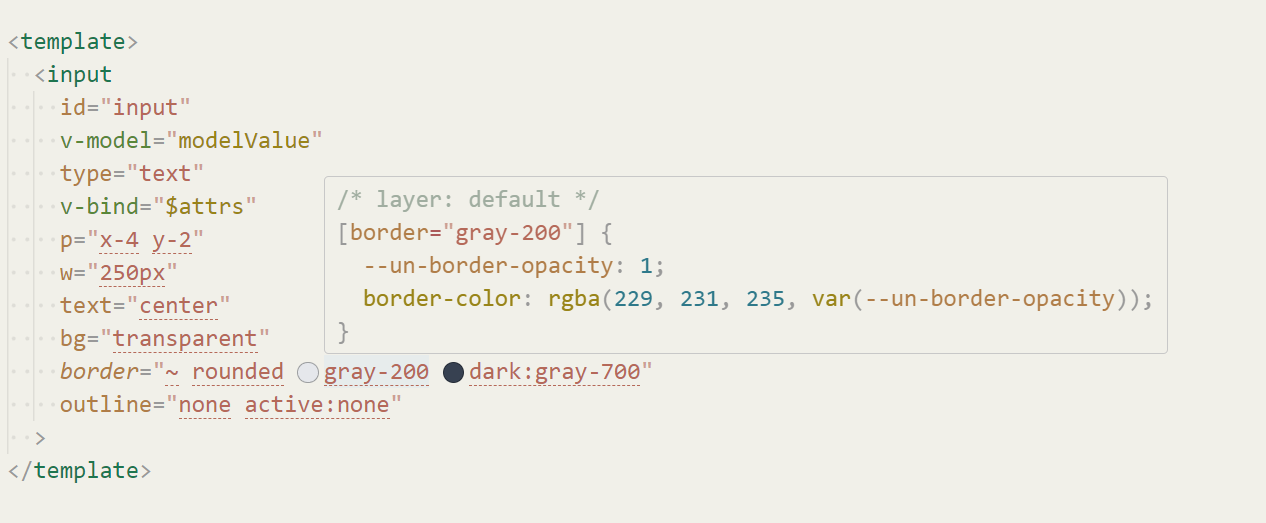 <template>
<input
id="input"
v-model="modelValue"
type="text"
v-bind="$attrs"
p="x-4 y-2"
w="250px"
text="center"
bg="transparent"
border="~ rounded gray-200 dark:gray-700"
outline="none active:none"
>
</template>
/* layer: default */
[border="gray-200"] {
--un-border-opacity: 1;
border-color: rgba(229, 231, 235, var(--un-border-opacity));
}